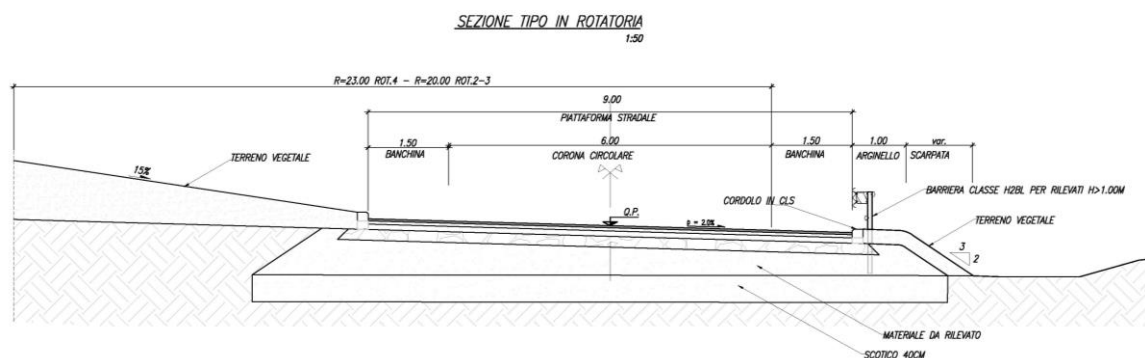 SEZIONE TIPO IN ROTATORIA
1:50
R=23.00 ROT.4 - R=20.00 ROT.2-3
9.00
PIATTAFORMA STRADALE
1.50
BANCHINA
6.00
CORONA CIRCOLARE
1.50
BANCHINA
1.00
ARGINELLO
var.
SCARPATA
TERRENO VEGETALE
15%
BARRIERA CLASSE H2BL PER RILEVATI H>1.00M
CORDOLO IN CLS
TERRENO VEGETALE
Q.P.
= 2.0%
3
2
MATERIALE DA RILEVATO
SCOTICO 40CM